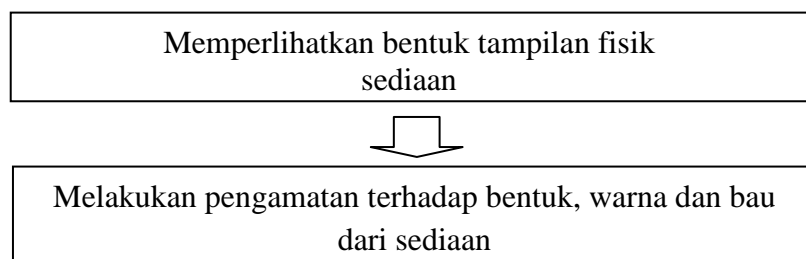 Memperlihatkan bentuk tampilan fisik
sediaan
Melakukan pengamatan terhadap bentuk, warna dan bau
dari sediaan